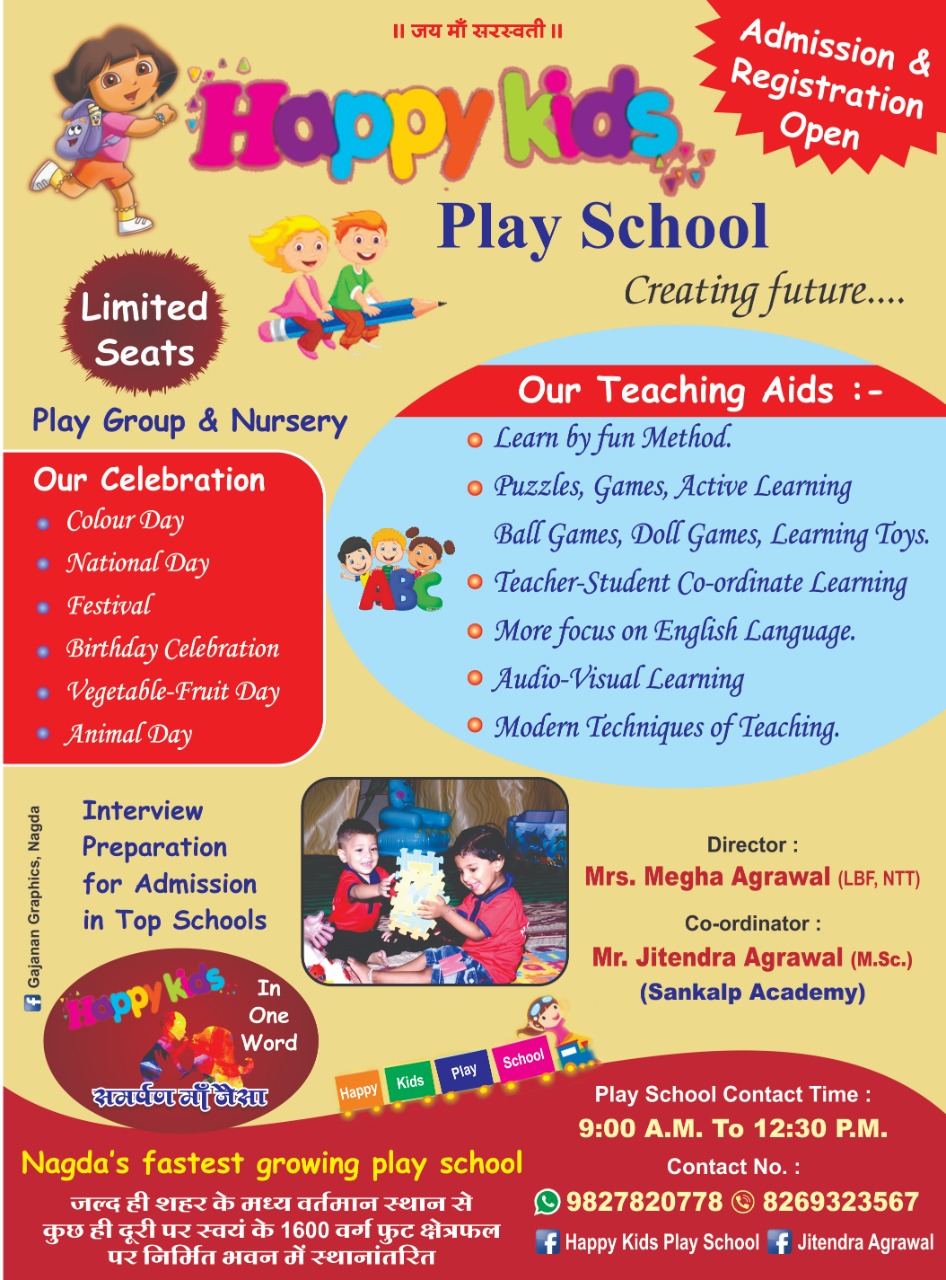 ॥ जय माँ सरस्वती ॥
Admission &
Registration
Open
Happy kids
Play School
Creating future....
Limited
Seats
Play Group & Nursery
Our Celebration
Colour Day
National Day
Festival
Birthday Celebration
Vegetable-Fruit Day
Animal Day
Our Teaching Aids :-
Learn by fun Method.
Puzzles, Games, Active Learning
Ball Games, Doll Games, Learning Toys.
Teacher-Student Co-ordinate Learning
More focus on English Language.
Audio-Visual Learning
Modern Techniques of Teaching.
ABC
Interview
Preparation
for Admission
in Top Schools
Gajanan Graphics, Nagda
Director :
Mrs. Megha Agrawal (LBF, NTT)
Co-ordinator :
Mr. Jitendra Agrawal (M.Sc.)
(Sankalp Academy)
Happy kids
In
One
Word
समर्पण माँ जैसा
Happy Kids Play School
Nagda's fastest growing play school
जल्द ही शहर के मध्य वर्तमान स्थान से
कुछ ही दूरी पर स्वयं के 1600 वर्ग फुट क्षेत्रफल
पर निर्मित भवन में स्थानांतरित
Play School Contact Time :
9:00 A.M. To 12:30 P.M.
Contact No. :
9827820778 8269323567
Happy Kids Play School Jitendra Agrawal